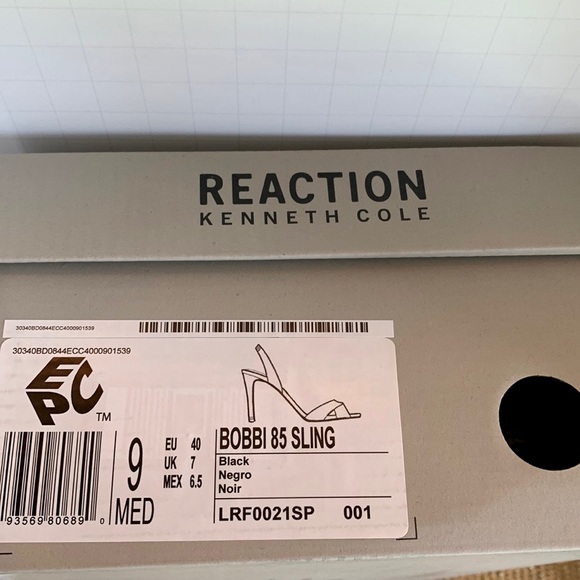 REACTION
KENNETH COLE
30340BD0844ECC4000901539
30340BD0844ECC4000901539
EPC TM
9
MED
EU 40
UK 7
MEX 6.5
BOBBI 85 SLING
Black
Negro
Noir
LRF0021SP 001
93569 80689 0